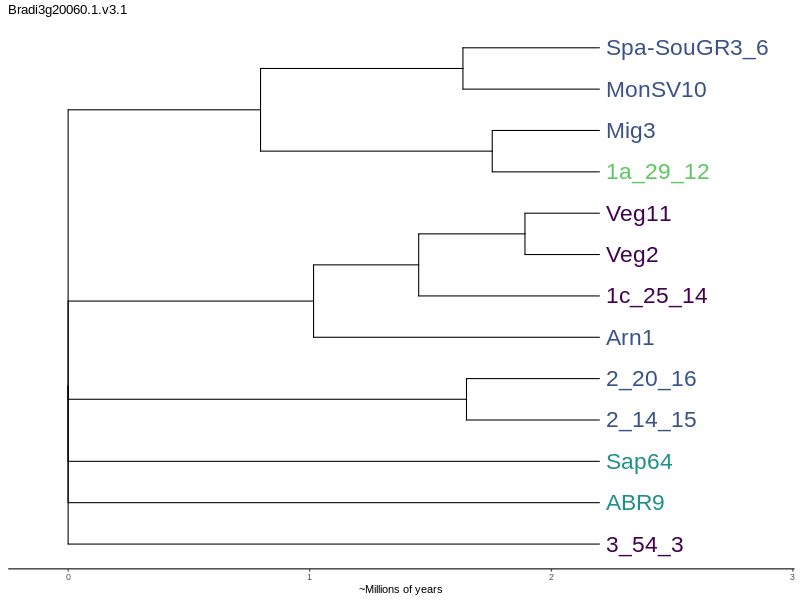 Bradi3g20060.1.v3.1
Spa-SouGR3_6
MonSV10
Mig3
1a_29_12
Veg11
Veg2
1c_25_14
Arn1
2_20_16
2_14_15
Sap64
ABR9
3_54_3
0 1 2 3
~Millions of years